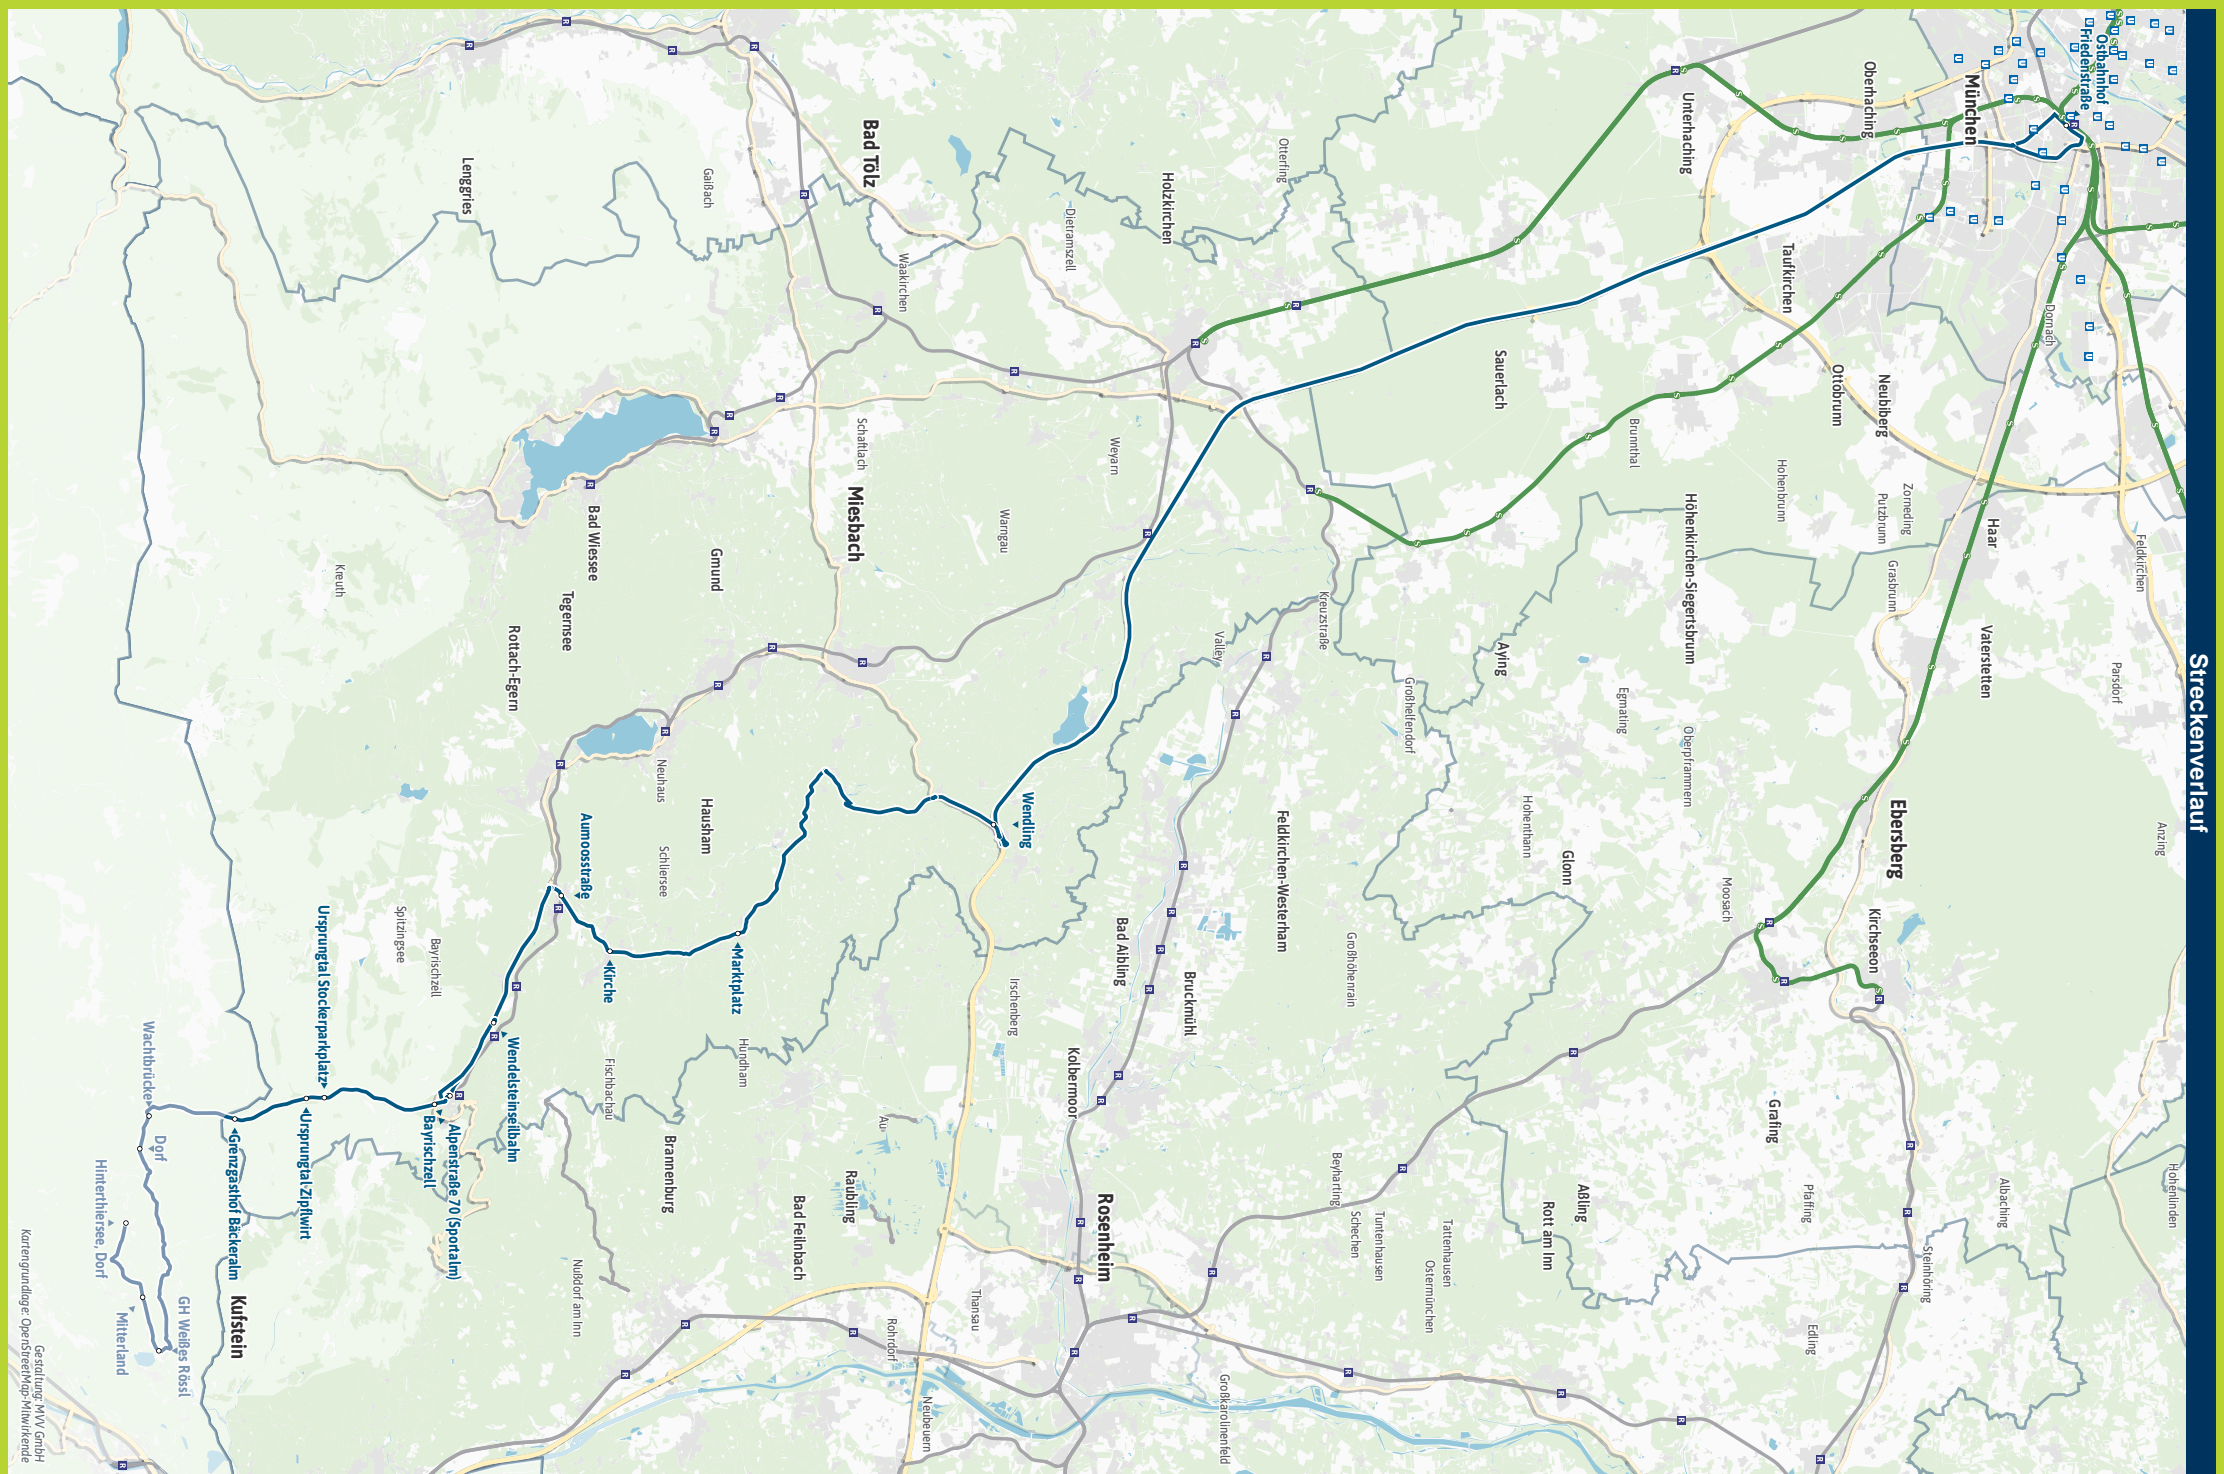 Streckenverlauf
Ostbahnhof
Friedenstraße
München
Oberhaching
Unterhaching
Taufkirchen
Dornach
Ottobrunn
Neubiberg
Hohenbrunn
Zorneding
Putzbrunn
Haar
Feldkirchen
Grasbrunn
Vaterstetten
Parsdorf
Anzing
Hohenlinden
Höhenkirchen-Siegertsbrunn
Brunnthal
Sauerlach
Otterfing
Holzkirchen
Dietramszell
Bad Tölz
Waakirchen
Gaißach
Lenggries
Schaftlach
Miesbach
Weyarn
Warngau
Valley
Kreuzstraße
Aying
Großhelfendorf
Egmating
Oberpframmern
Hohenthann
Glonn
Moosach
Ebersberg
Kirchseeon
Grafing
Aßling
Rott am Inn
Pfaffing
Albaching
Steinhöring
Edling
Feldkirchen-Westerham
Großhöhenrain
Bad Aibling
Bruckmühl
Kolbermoor
Beyharting
Schechen
Tuntenhausen
Tattenhausen
Ostermünchen
Rosenheim
Großkarolinenfeld
Irschenberg
Thansau
Rohrdorf
Neubeuern
Au
Raubling
Bad Feilnbach
Brannenburg
Nußdorf am Inn
Hundham
Fischbachau
Gmund
Bad Wiessee
Tegernsee
Rottach-Egern
Kreuth
Neuhaus
Hausham
Schliersee
Spitzingsee
Bayrischzell
Kufstein
Wendling
Marktplatz
Kirche
Aumoosstraße
Wendelsteinseilbahn
Alpenstraße 70 (Sportalm)
Bayrischzell
Ursprungtal Stockerparkplatz
Ursprungtal Zipflwirt
Grenzgasthof Bäckeralm
Wachtbrücke
Dorf
Hinterthiersee, Dorf
Mitterland
GH Weißes Rössl
Gestaltung: MVV GmbH
Kartengrundlage: OpenStreetMap-Mitwirkende